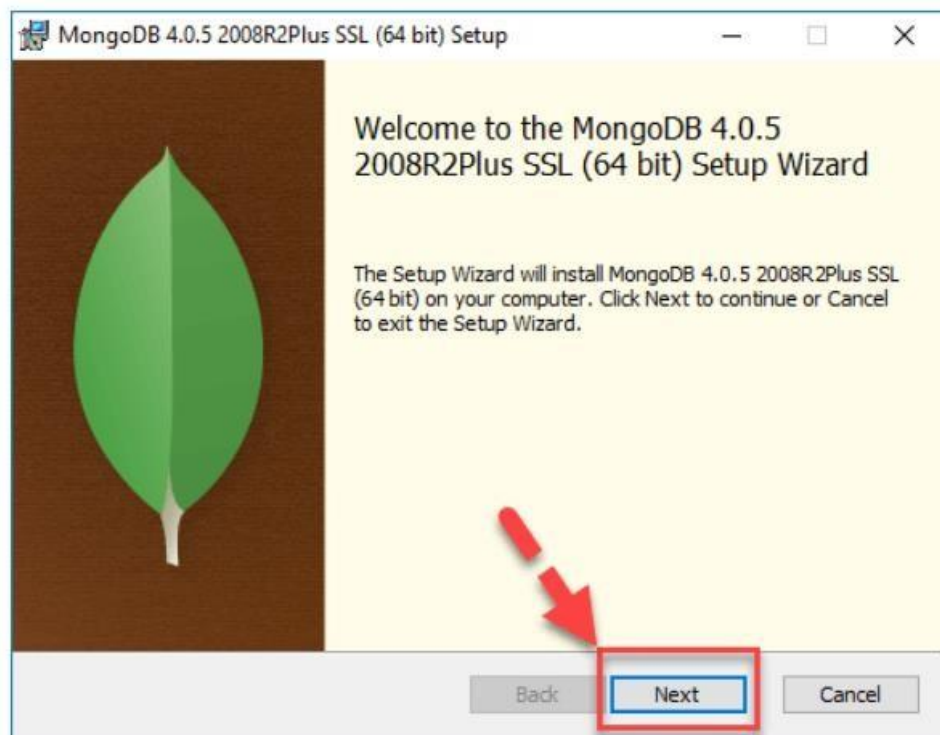 MongoDB 4.0.5 2008R2Plus SSL (64 bit) Setup
Welcome to the MongoDB 4.0.5
2008R2Plus SSL (64 bit) Setup Wizard
The Setup Wizard will install MongoDB 4.0.5 2008R2Plus SSL
(64 bit) on your computer. Click Next to continue or Cancel
to exit the Setup Wizard.
Back Next Cancel